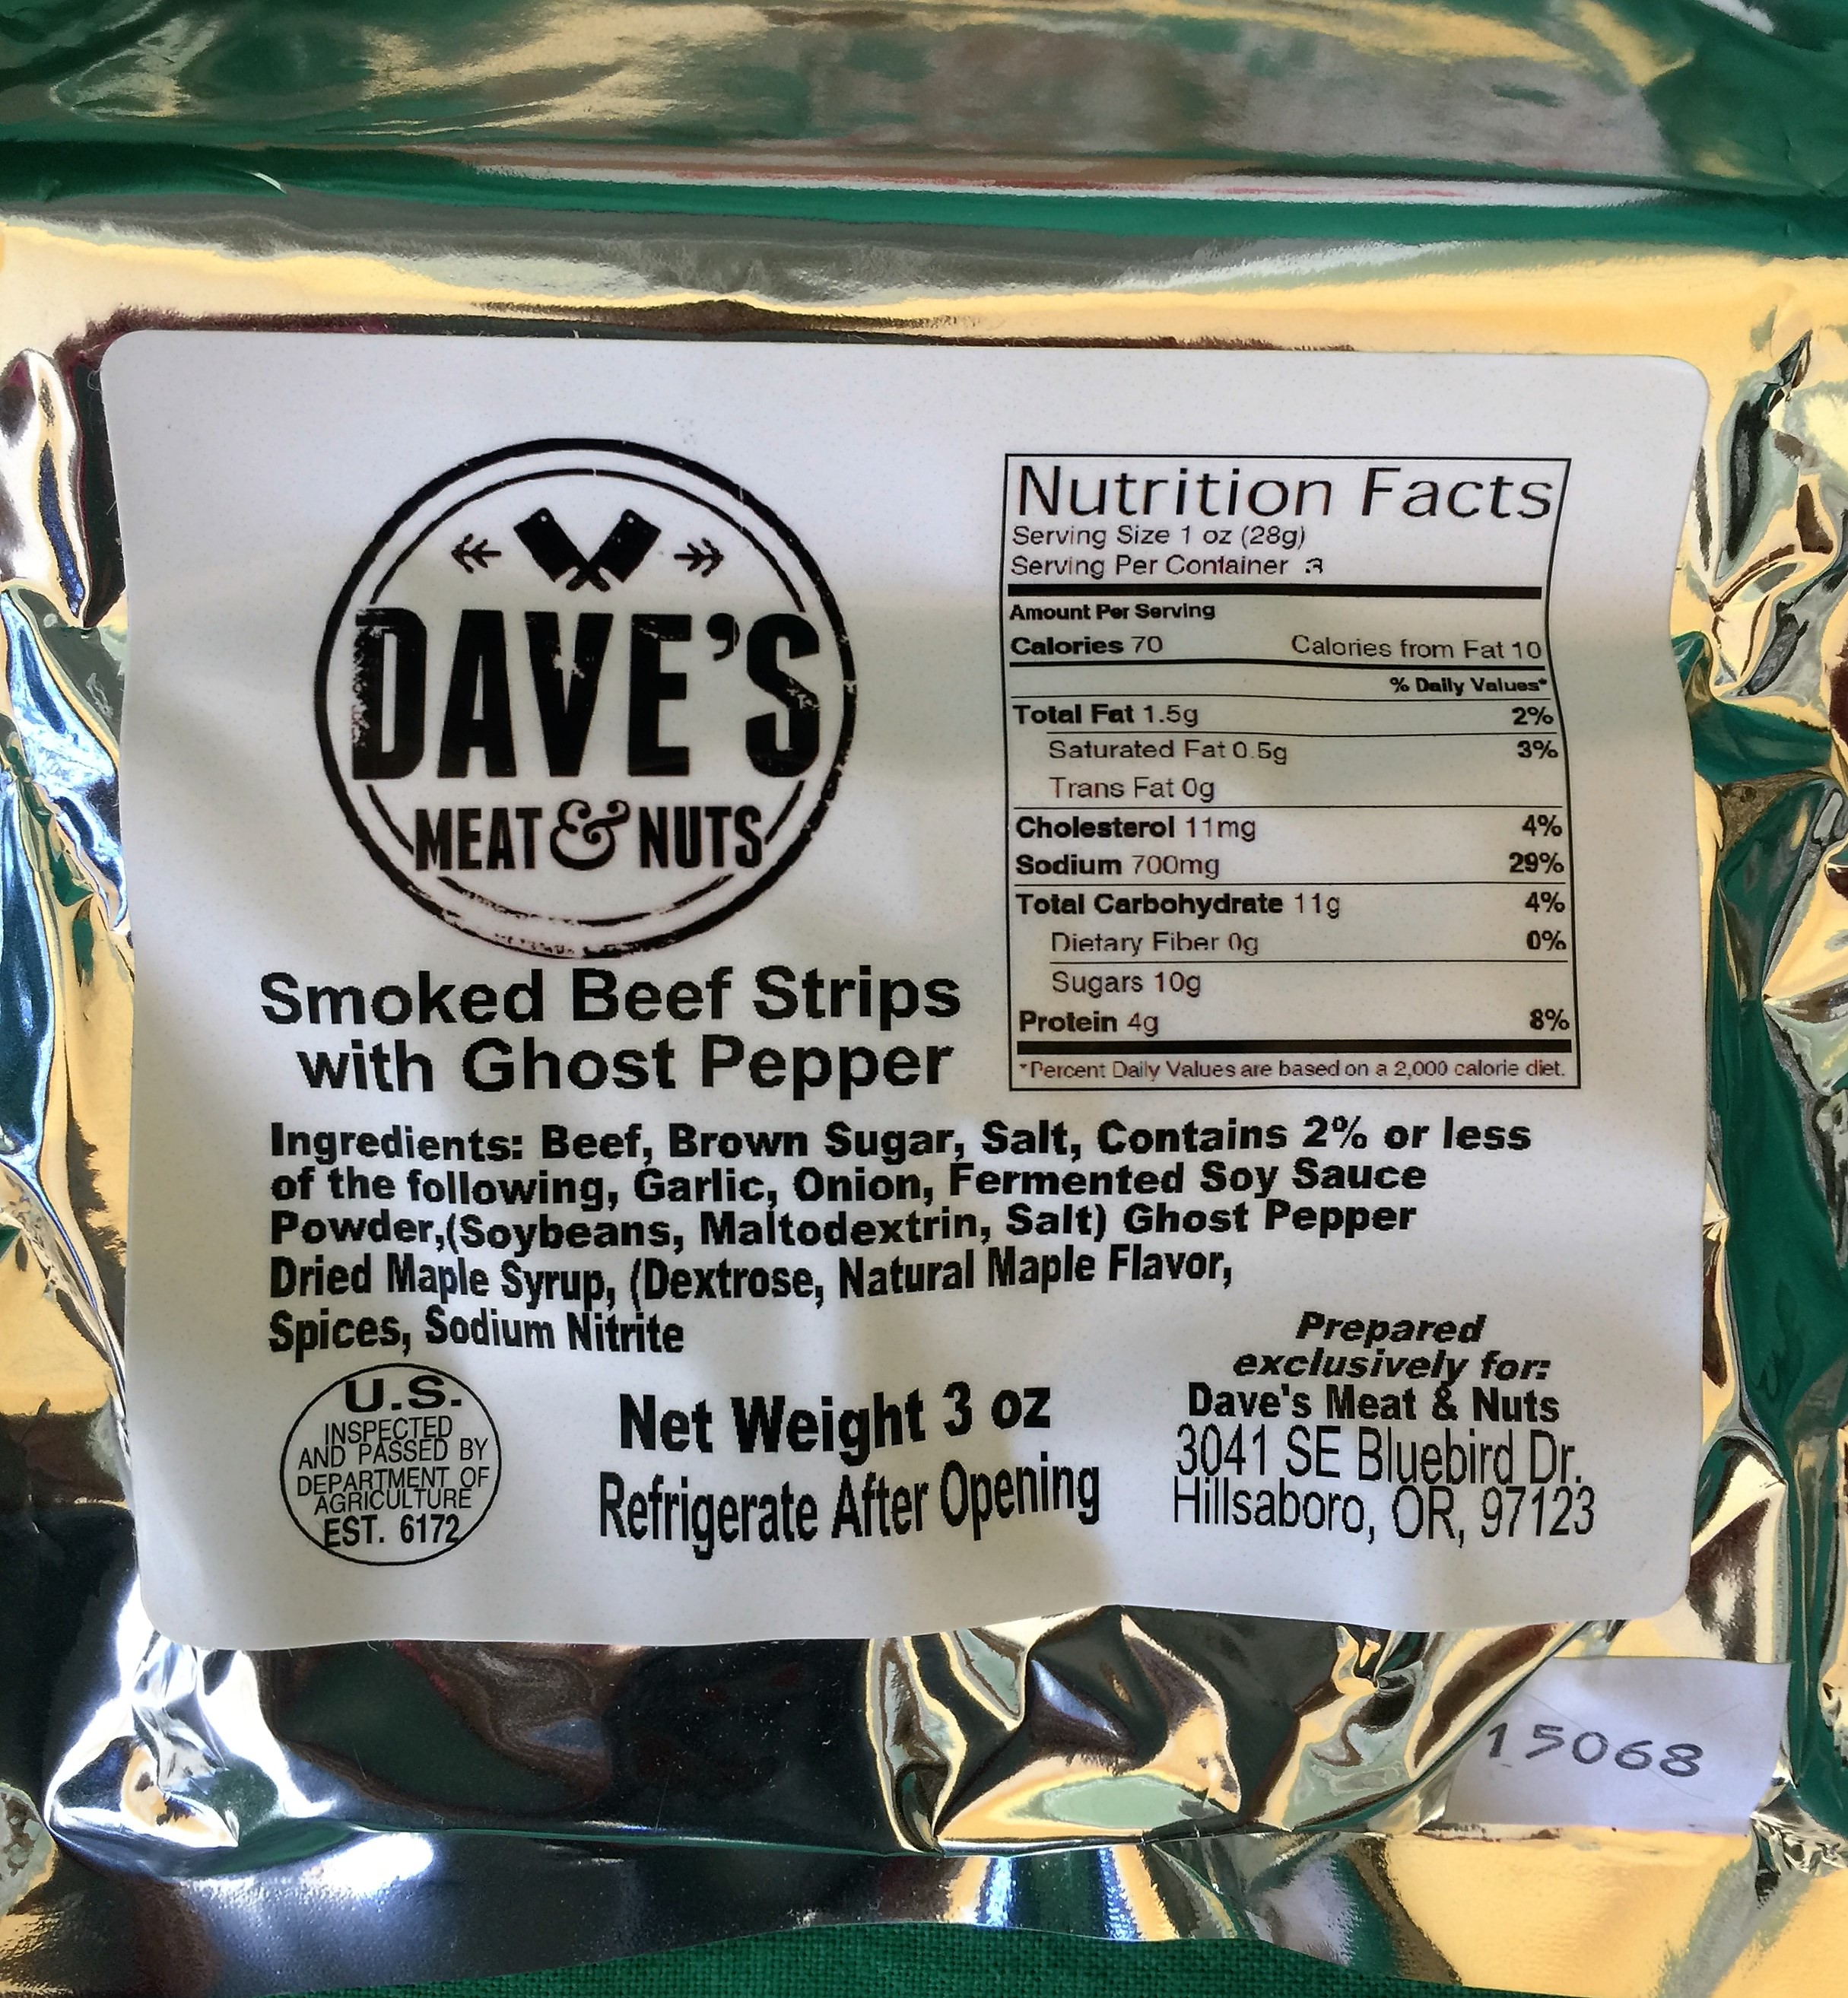 DAVE'S
MEAT & NUTS
Smoked Beef Strips
with Ghost Pepper
Nutrition Facts
Serving Size 1 oz (28g)
Serving Per Container 3
Amount Per Serving
Calories 70 Calories from Fat 10
% Daily Values*
Total Fat 1.5g 2%
Saturated Fat 0.5g 3%
Trans Fat 0g
Cholesterol 11mg 4%
Sodium 700mg 29%
Total Carbohydrate 11g 4%
Dietary Fiber 0g 0%
Sugars 10g
Protein 4g 8%
*Percent Daily Values are based on a 2,000 calorie diet.
Ingredients: Beef, Brown Sugar, Salt, Contains 2% or less
of the following, Garlic, Onion, Fermented Soy Sauce
Powder,(Soybeans, Maltodextrin, Salt) Ghost Pepper
Dried Maple Syrup, (Dextrose, Natural Maple Flavor,
Spices, Sodium Nitrite
U.S.
INSPECTED
AND PASSED BY
DEPARTMENT OF
AGRICULTURE
EST. 6172
Net Weight 3 oz
Refrigerate After Opening
Prepared
exclusively for:
Dave's Meat & Nuts
3041 SE Bluebird Dr.
Hillsaboro, OR, 97123
15068